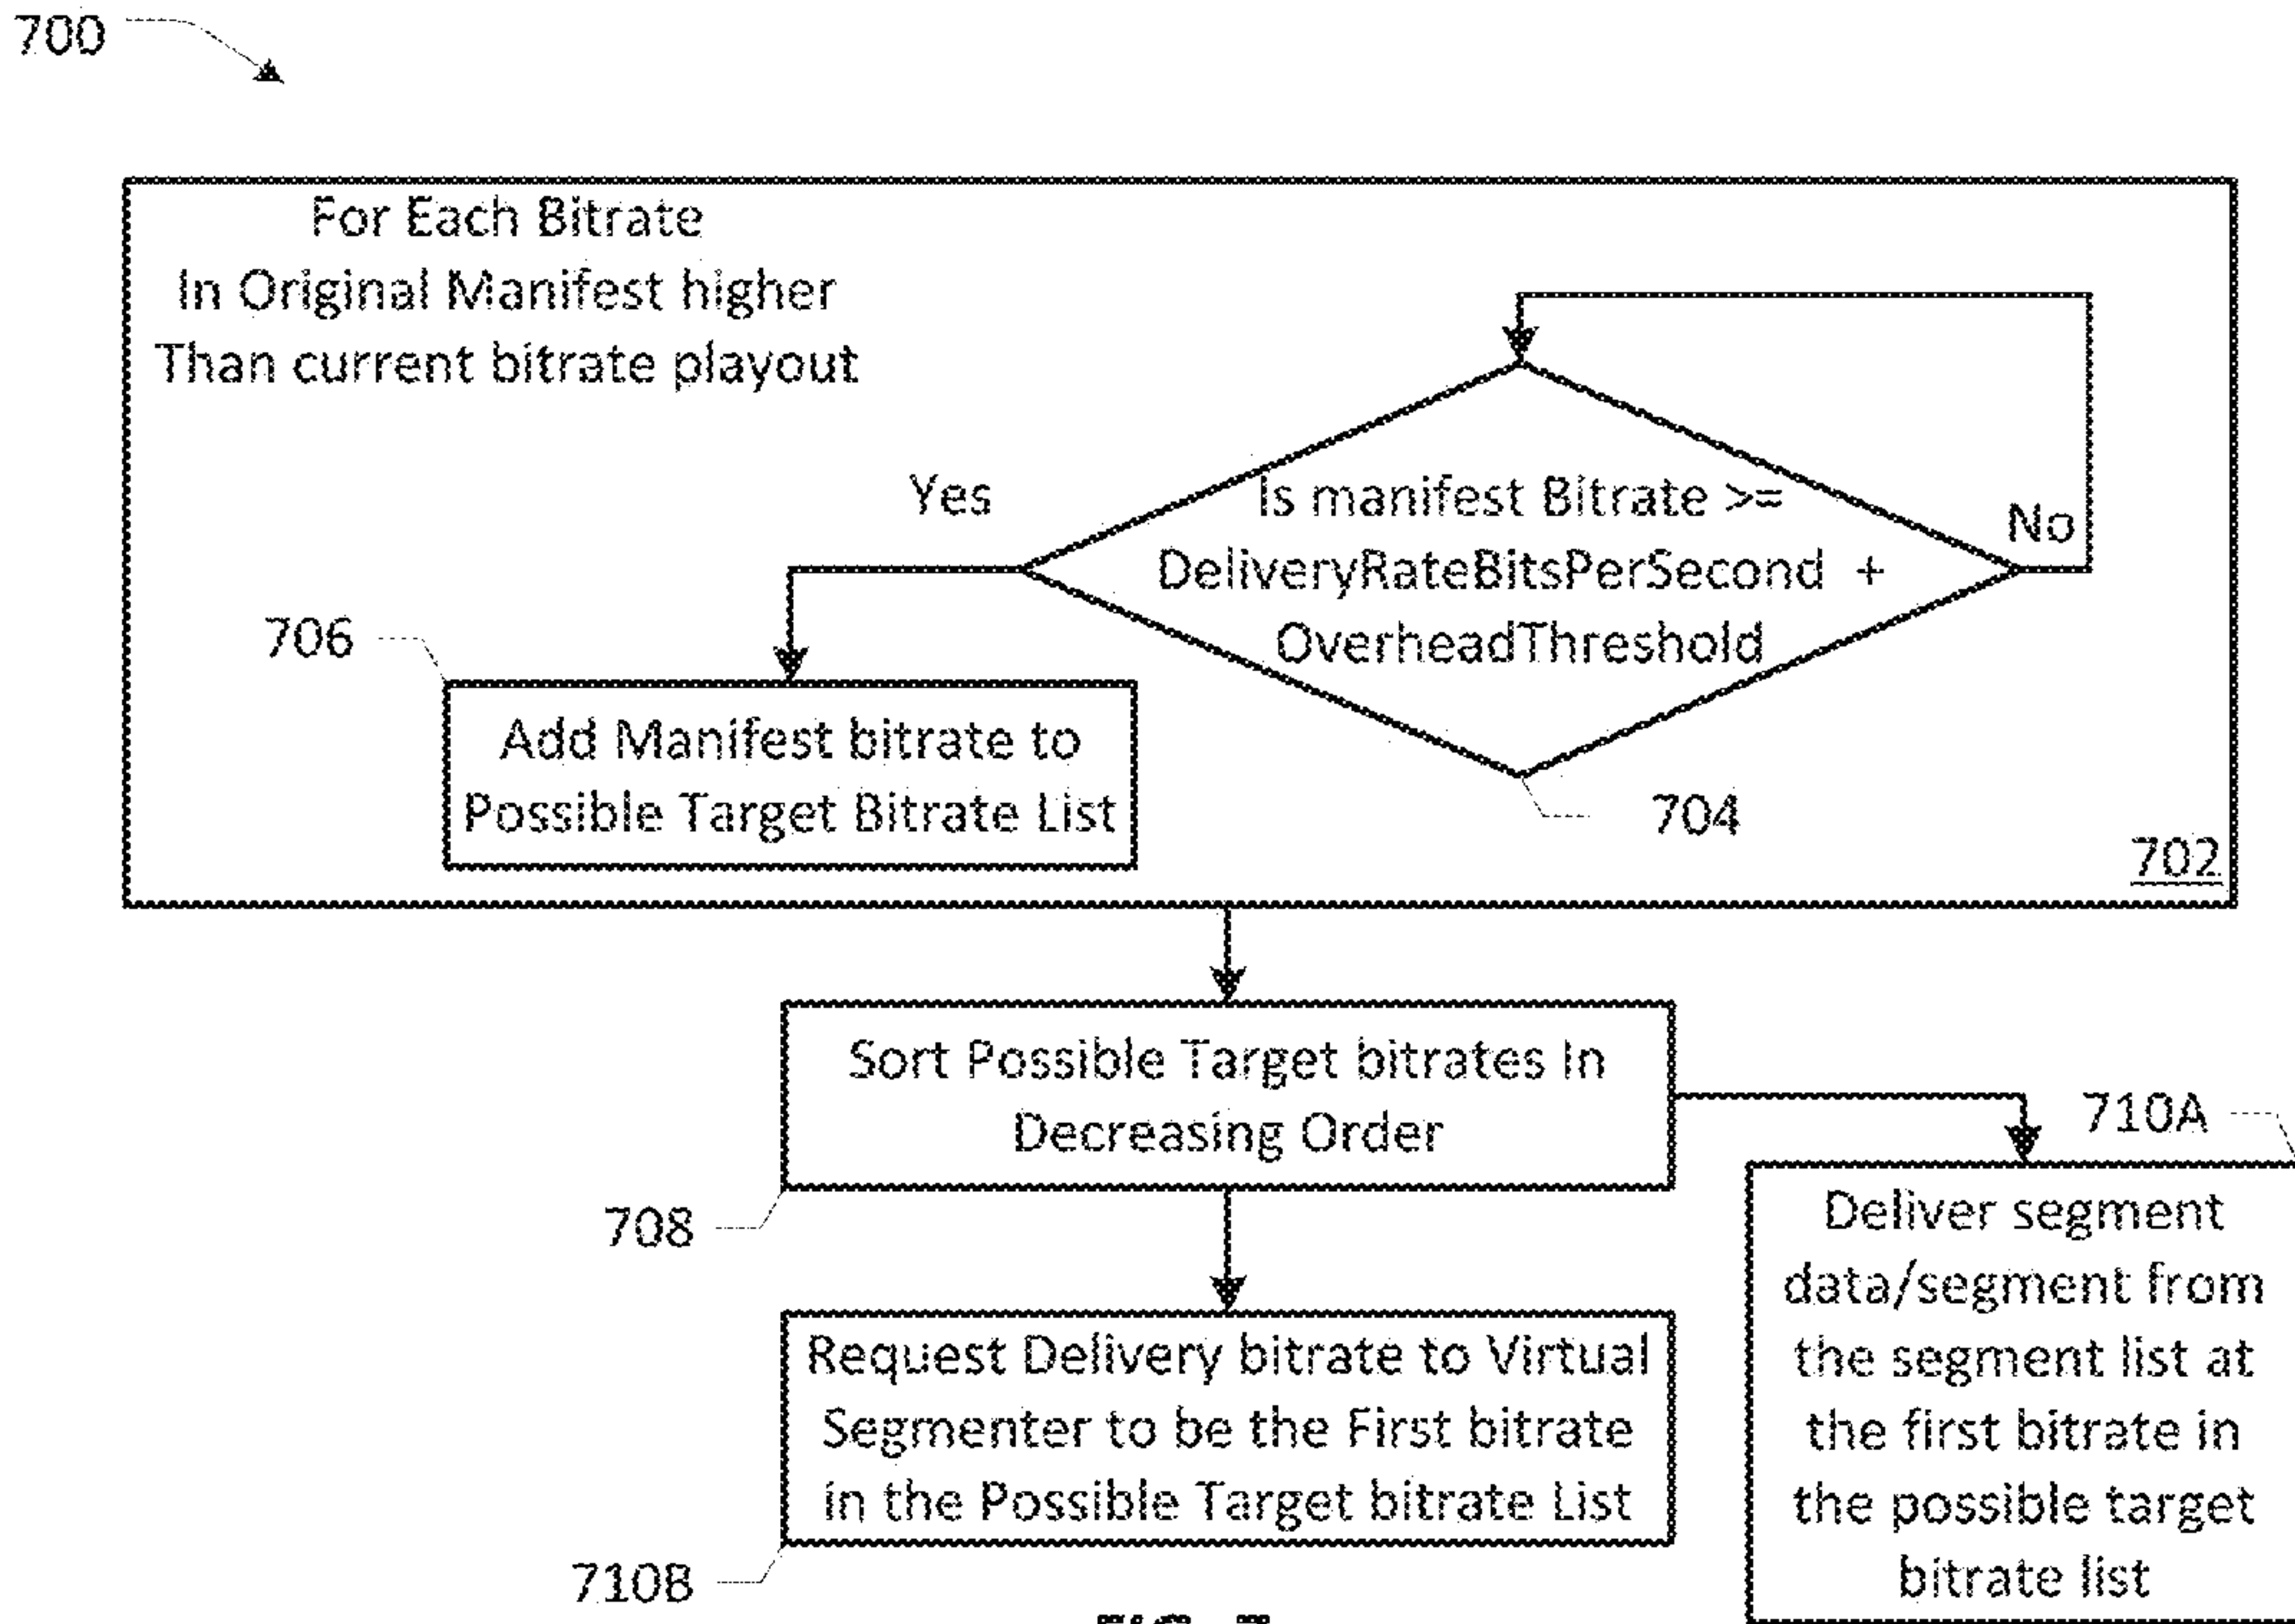 700
For Each Bitrate
In Original Manifest higher
Than current bitrate playout
Yes
Is manifest Bitrate >=
DeliveryRateBitsPerSecond +
OverheadThreshold
No
706
Add Manifest bitrate to
Possible Target Bitrate List
704
702
Sort Possible Target bitrates In
Decreasing Order
708
710A
Deliver segment
data/segment from
the segment list at
the first bitrate in
the possible target
bitrate list
Request Delivery bitrate to Virtual
Segmenter to be the First bitrate
in the Possible Target bitrate List
710B